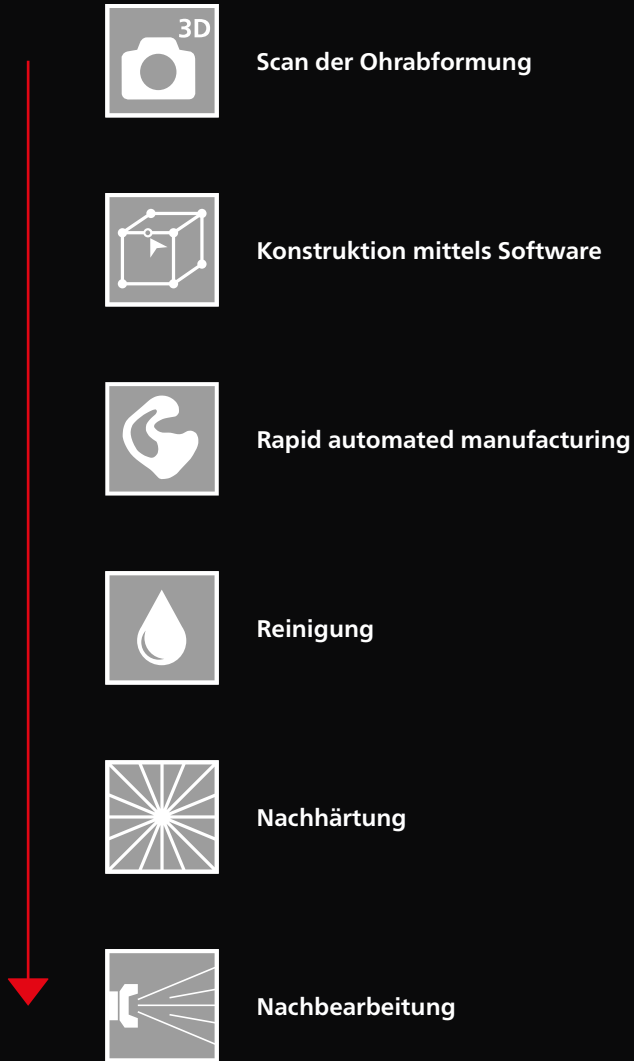 3D
Scan der Ohrabformung
Konstruktion mittels Software
Rapid automated manufacturing
Reinigung
Nachhärtung
Nachbearbeitung